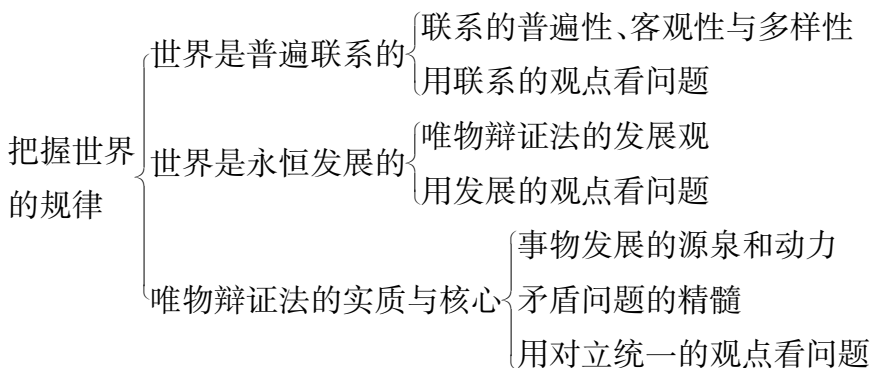 把握世界
的规律
世界是普遍联系的
联系的普遍性、客观性与多样性
用联系的观点看问题
世界是永恒发展的
唯物辩证法的发展观
用发展的观点看问题
唯物辩证法的实质与核心
事物发展的源泉和动力
矛盾问题的精髓
用对立统一的观点看问题